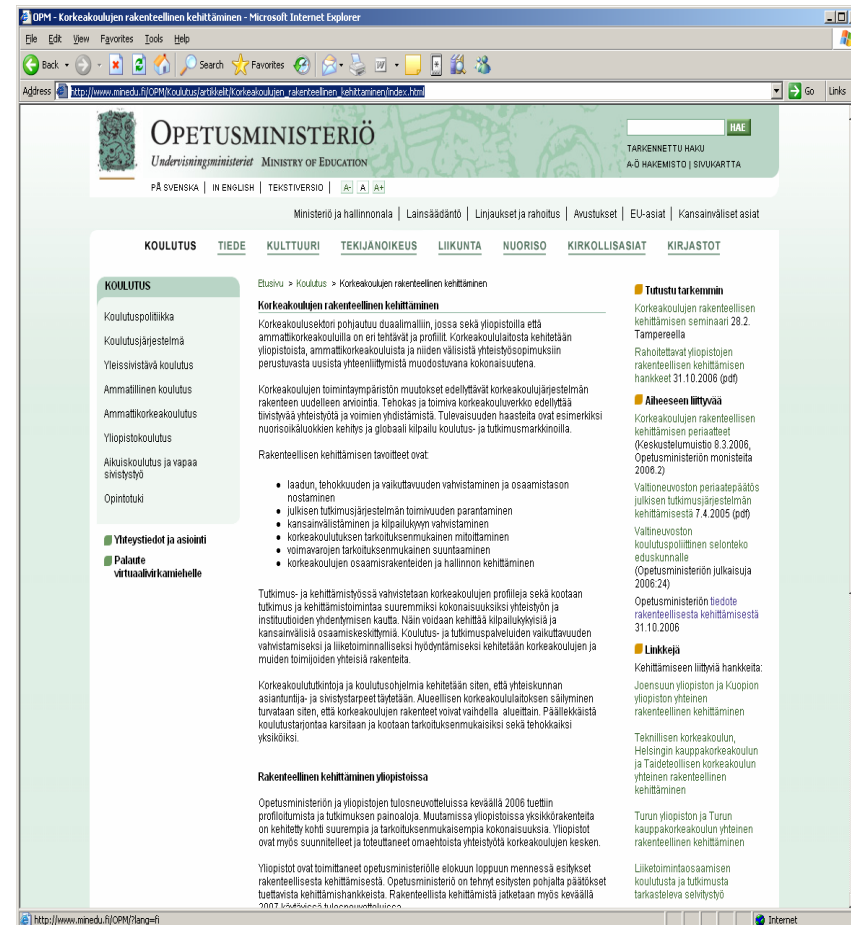 OPM - Korkeakoulujen rakenteellinen kehittäminen - Microsoft Internet Explorer
File Edit View Favorites Tools Help
Back Search Favorites
Address http://www.minedu.fi/OPM/Koulutus/artikkelit/Korkeakoulujen_rakenteellinen_kehittaminen/index.html Go Links
OPETUSMINISTERIÖ
Undervisningsministeriet MINISTRY OF EDUCATION
HAE
TARKENNETTU HAKU
A-Ö HAKEMISTO | SIVUKARTTA
PÅ SVENSKA | IN ENGLISH | TEKSTIVERSIO | A- A A+
Ministeriö ja hallinnonala | Lainsäädäntö | Linjaukset ja rahoitus | Avustukset | EU-asiat | Kansainväliset asiat
KOULUTUS TIEDE KULTTUURI TEKIJÄNOIKEUS LIIKUNTA NUORISO KIRKOLLISASIAT KIRJASTOT
KOULUTUS
Koulutuspolitiikka
Koulutusjärjestelmä
Yleissivistävä koulutus
Ammatillinen koulutus
Ammattikorkeakoulutus
Yliopistokoulutus
Aikuiskoulutus ja vapaa
sivistystyö
Opintotuki
Yhteystiedot ja asiointi
Palaute
virtuaalivirkamiehelle
Etusivu > Koulutus > Korkeakoulujen rakenteellinen kehittäminen
Korkeakoulujen rakenteellinen kehittäminen
Korkeakoulusektori pohjautuu duaalimalliin, jossa sekä yliopistoilla että
ammattikorkeakouluilla on eri tehtävät ja profiilit. Korkeakoululaitosta kehitetään
yliopistoista, ammattikorkeakouluista ja niiden välisistä yhteistyösopimuksiin
perustuvasta uusista yhteenliittymistä muodostuvana kokonaisuutena.
Korkeakoulujen toimintaympäristön muutokset edellyttävät korkeakoulujärjestelmän
rakenteen uudelleen arviointia. Tehokas ja toimiva korkeakouluverkko edellyttää
tiivistyvää yhteistyötä ja voimien yhdistämistä. Tulevaisuuden haasteita ovat esimerkiksi
nuorisoikäluokkien kehitys ja globaali kilpailu koulutus- ja tutkimusmarkkinoilla.
Rakenteellisen kehittämisen tavoitteet ovat:
• laadun, tehokkuuden ja vaikuttavuuden vahvistaminen ja osaamistason
nostaminen
• julkisen tutkimusjärjestelmän toimivuuden parantaminen
• kansainvälistäminen ja kilpailukyvyn vahvistaminen
• korkeakoulutuksen tarkoituksenmukainen mitoittaminen
• voimavarojen tarkoituksenmukainen suuntaaminen
• korkeakoulujen osaamisrakenteiden ja hallinnon kehittäminen
Tutkimus- ja kehittämistyössä vahvistetaan korkeakoulujen profiileja sekä kootaan
tutkimus ja kehittämistoimintaa suuremmiksi kokonaisuuksiksi yhteistyön ja
instituutioiden yhdentymisen kautta. Näin voidaan kehittää kilpailukykyisiä ja
kansainvälisiä osaamiskeskittymiä. Koulutus- ja tutkimuspalveluiden vaikuttavuuden
vahvistamiseksi ja liiketoiminnalliseksi hyödyntämiseksi kehitetään korkeakoulujen ja
muiden toimijoiden yhteisiä rakenteita.
Korkeakoulututkintoja ja koulutusohjelmia kehitetään siten, että yhteiskunnan
asiantuntija- ja sivistystarpeet täytetään. Alueellisen korkeakoululaitoksen säilyminen
turvataan siten, että korkeakoulujen rakenteet voivat vaihdella alueittain. Päällekkäistä
koulutustarjontaa karsitaan ja kootaan tarkoituksenmukaisiksi sekä tehokkaiksi
yksiköiksi.
Rakenteellinen kehittäminen yliopistoissa
Opetusministeriön ja yliopistojen tulosneuvotteluissa keväällä 2006 tuettiin
profiloitumista ja tutkimuksen painoaloja. Muutamissa yliopistoissa yksikkörakenteita
on kehitetty kohti suurempia ja tarkoituksenmukaisempia kokonaisuuksia. Yliopistot
ovat myös suunnitelleet ja toteuttaneet omaehtoista yhteistyötä korkeakoulujen kesken.
Yliopistot ovat toimittaneet opetusministeriölle elokuun loppuun mennessä esitykset
rakenteellisesta kehittämisestä. Opetusministeriö on tehnyt esitysten pohjalta päätökset
tuettavista kehittämishankkeista. Rakenteellista kehittämistä jatketaan myös keväällä
2007 käytävissä tulosneuvotteluissa.
Tutustu tarkemmin
Korkeakoulujen rakenteellisen
kehittämisen seminaari 28.2.
Tampereella
Rahoitettavat yliopistojen
rakenteellisen kehittämisen
hankkeet 31.10.2006 (pdf)
Aiheeseen liittyvää
Korkeakoulujen rakenteellisen
kehittämisen periaatteet
(Keskustelumuistio 8.3.2006,
Opetusministeriön monisteita
2006:2)
Valtioneuvoston periaatepäätös
julkisen tutkimusjärjestelmän
kehittämisestä 7.4.2005 (pdf)
Valtineuvoston
koulutuspoliittinen selonteko
eduskunnalle
(Opetusministeriön julkaisuja
2006:24)
Opetusministeriön tiedote
rakenteellisesta kehittämisestä
31.10.2006
Linkkejä
Kehittämiseen liittyviä hankkeita:
Joensuun yliopiston ja Kuopion
yliopiston yhteinen
rakenteellinen kehittäminen
Teknillisen korkeakoulun,
Helsingin kauppakorkeakoulun
ja Taideteollisen korkeakoulun
yhteinen rakenteellinen
kehittäminen
Turun yliopiston ja Turun
kauppakorkeakoulun yhteinen
rakenteellinen kehittäminen
Liiketoimintaosaamisen
koulutusta ja tutkimusta
tarkasteleva selvitystyö
http://www.minedu.fi/OPM/?lang=fi Internet